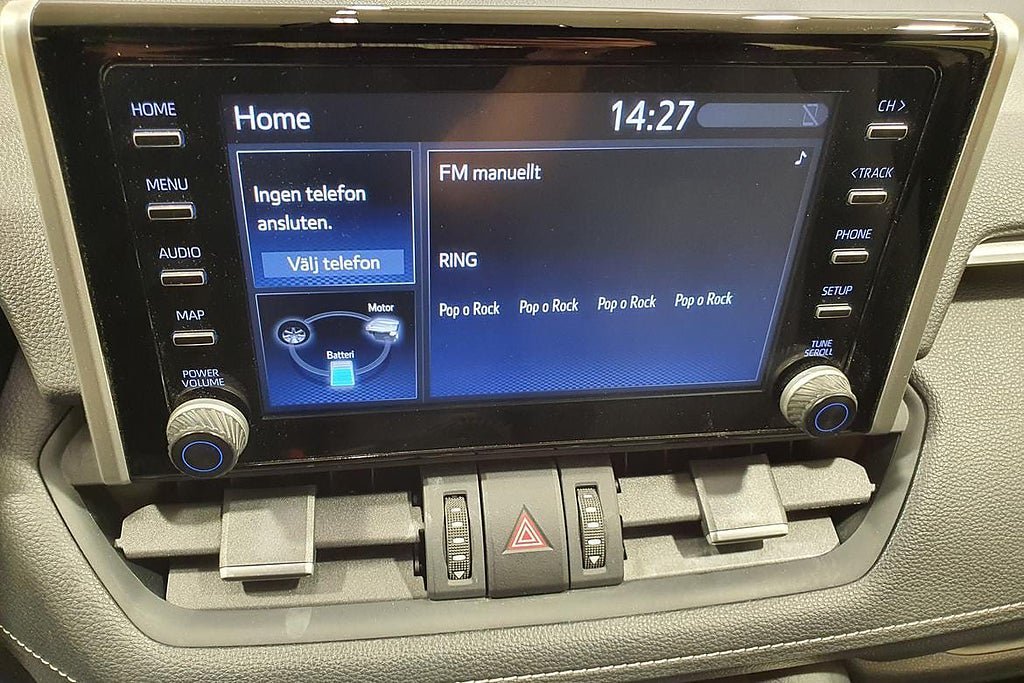 HOME
MENU
AUDIO
MAP
POWER
VOLUME
Home
14:27
Ingen telefon
ansluten.
Välj telefon
Motor
Batteri
FM manuellt
RING
Pop o Rock Pop o Rock Pop o Rock Pop o Rock
CH >
< TRACK
PHONE
SETUP
TUNE
SCROLL